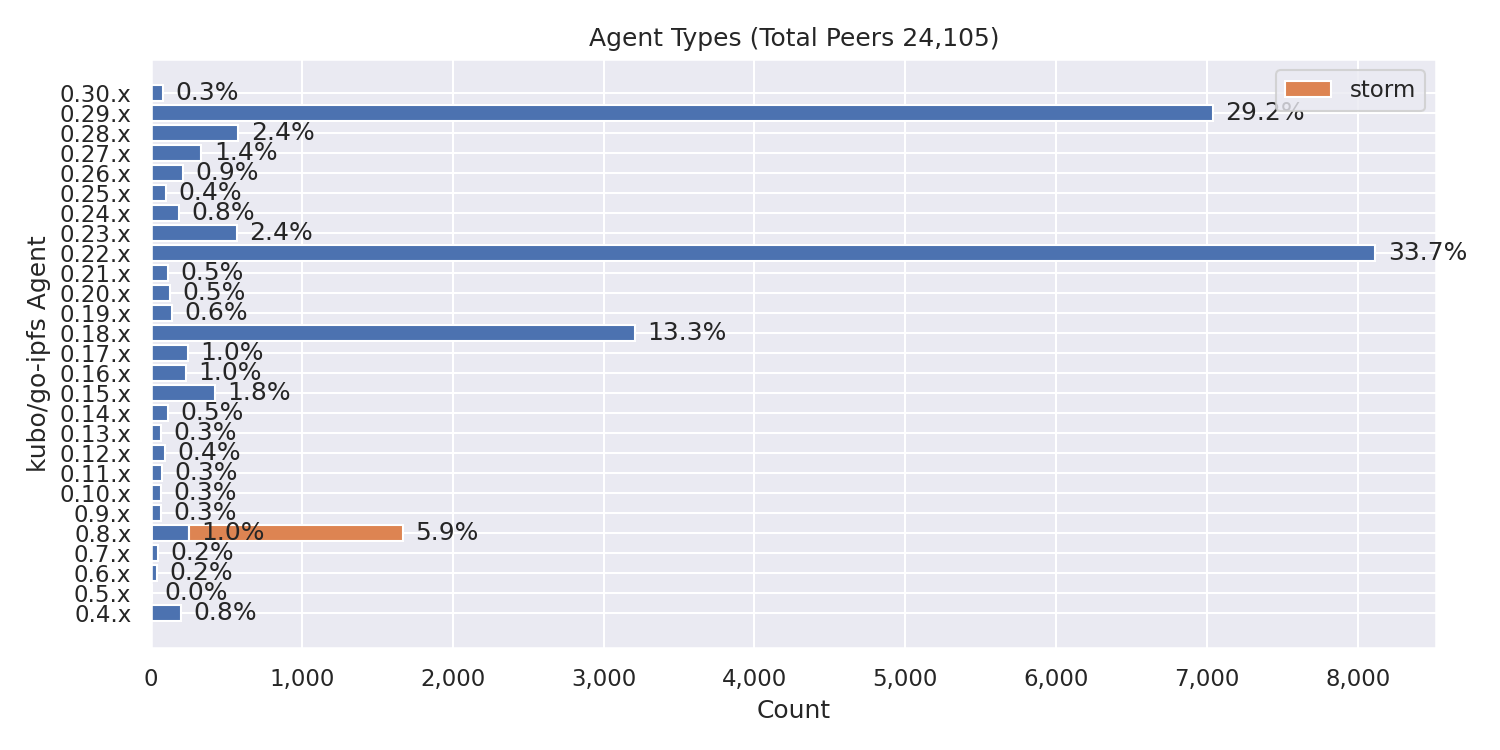 Agent Types (Total Peers 24,105)
storm
kubo/go-ipfs Agent
0.30.x 0.3%
0.29.x 29.2%
0.28.x 2.4%
0.27.x 1.4%
0.26.x 0.9%
0.25.x 0.4%
0.24.x 0.8%
0.23.x 2.4%
0.22.x 33.7%
0.21.x 0.5%
0.20.x 0.5%
0.19.x 0.6%
0.18.x 13.3%
0.17.x 1.0%
0.16.x 1.0%
0.15.x 1.8%
0.14.x 0.5%
0.13.x 0.3%
0.12.x 0.4%
0.11.x 0.3%
0.10.x 0.3%
0.9.x 0.3%
0.8.x 1.0% 5.9%
0.7.x 0.2%
0.6.x 0.2%
0.5.x 0.0%
0.4.x 0.8%
0 1,000 2,000 3,000 4,000 5,000 6,000 7,000 8,000
Count